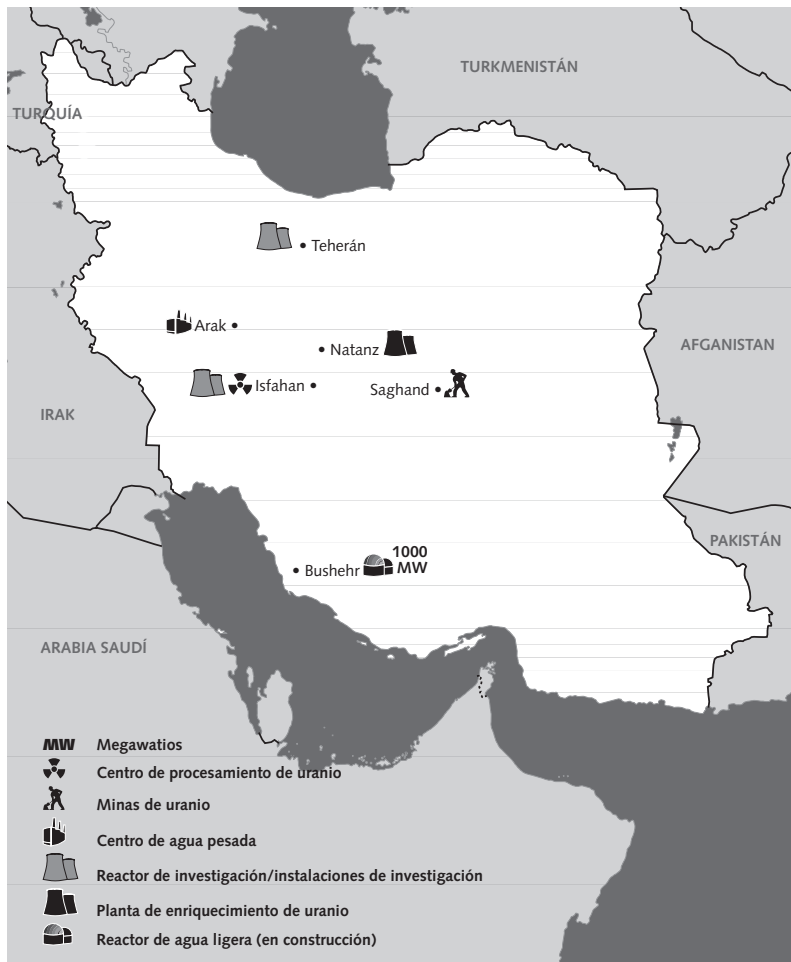 TURKMENISTÁN
TURQUÍA
Teherán
Arak
Natanz
AFGANISTAN
Isfahan
Saghand
IRAK
PAKISTÁN
1000
Bushehr MW
ARABIA SAUDÍ
MW Megawatios
Centro de procesamiento de uranio
Minas de uranio
Centro de agua pesada
Reactor de investigación/instalaciones de investigación
Planta de enriquecimiento de uranio
Reactor de agua ligera (en construcción)